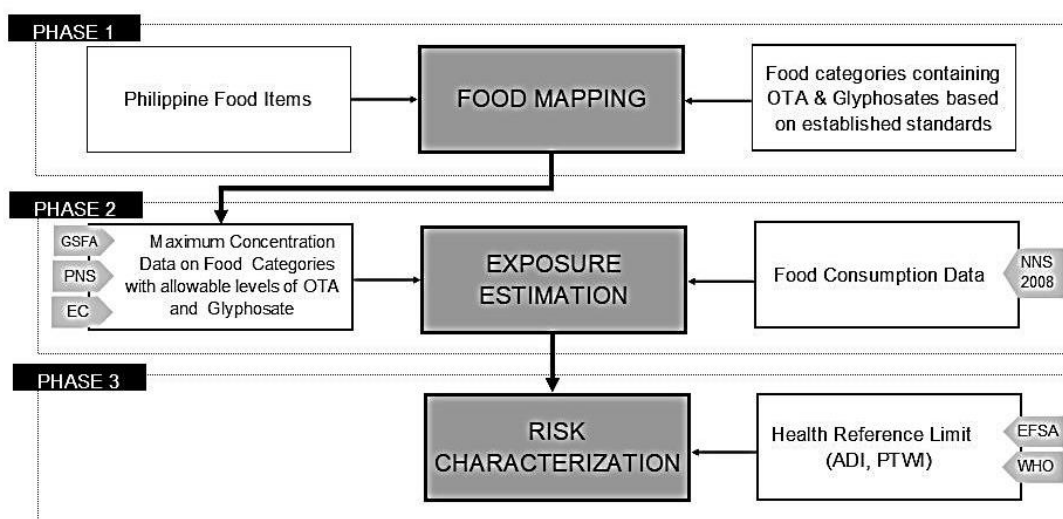 PHASE 1
Philippine Food Items
FOOD MAPPING
Food categories containing
OTA & Glyphosates based
on established standards
PHASE 2
GSFA
PNS
EC
Maximum Concentration
Data on Food Categories
with allowable levels of OTA
and Glyphosate
EXPOSURE
ESTIMATION
Food Consumption Data
NNS
2008
PHASE 3
RISK
CHARACTERIZATION
Health Reference Limit
(ADI, PTWI)
EFSA
WHO